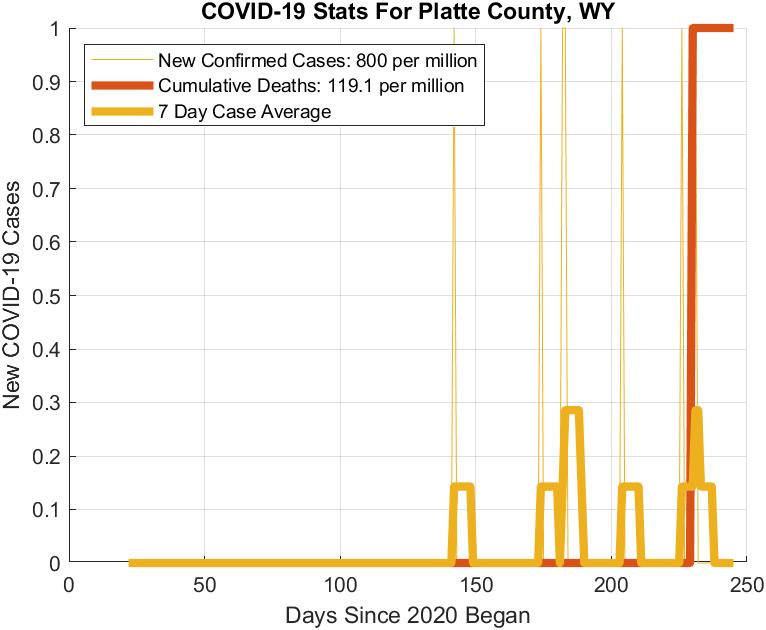 COVID-19 Stats For Platte County, WY
New Confirmed Cases: 800 per million
Cumulative Deaths: 119.1 per million
7 Day Case Average
New COVID-19 Cases
1
0.9
0.8
0.7
0.6
0.5
0.4
0.3
0.2
0.1
0
0 50 100 150 200 250
Days Since 2020 Began